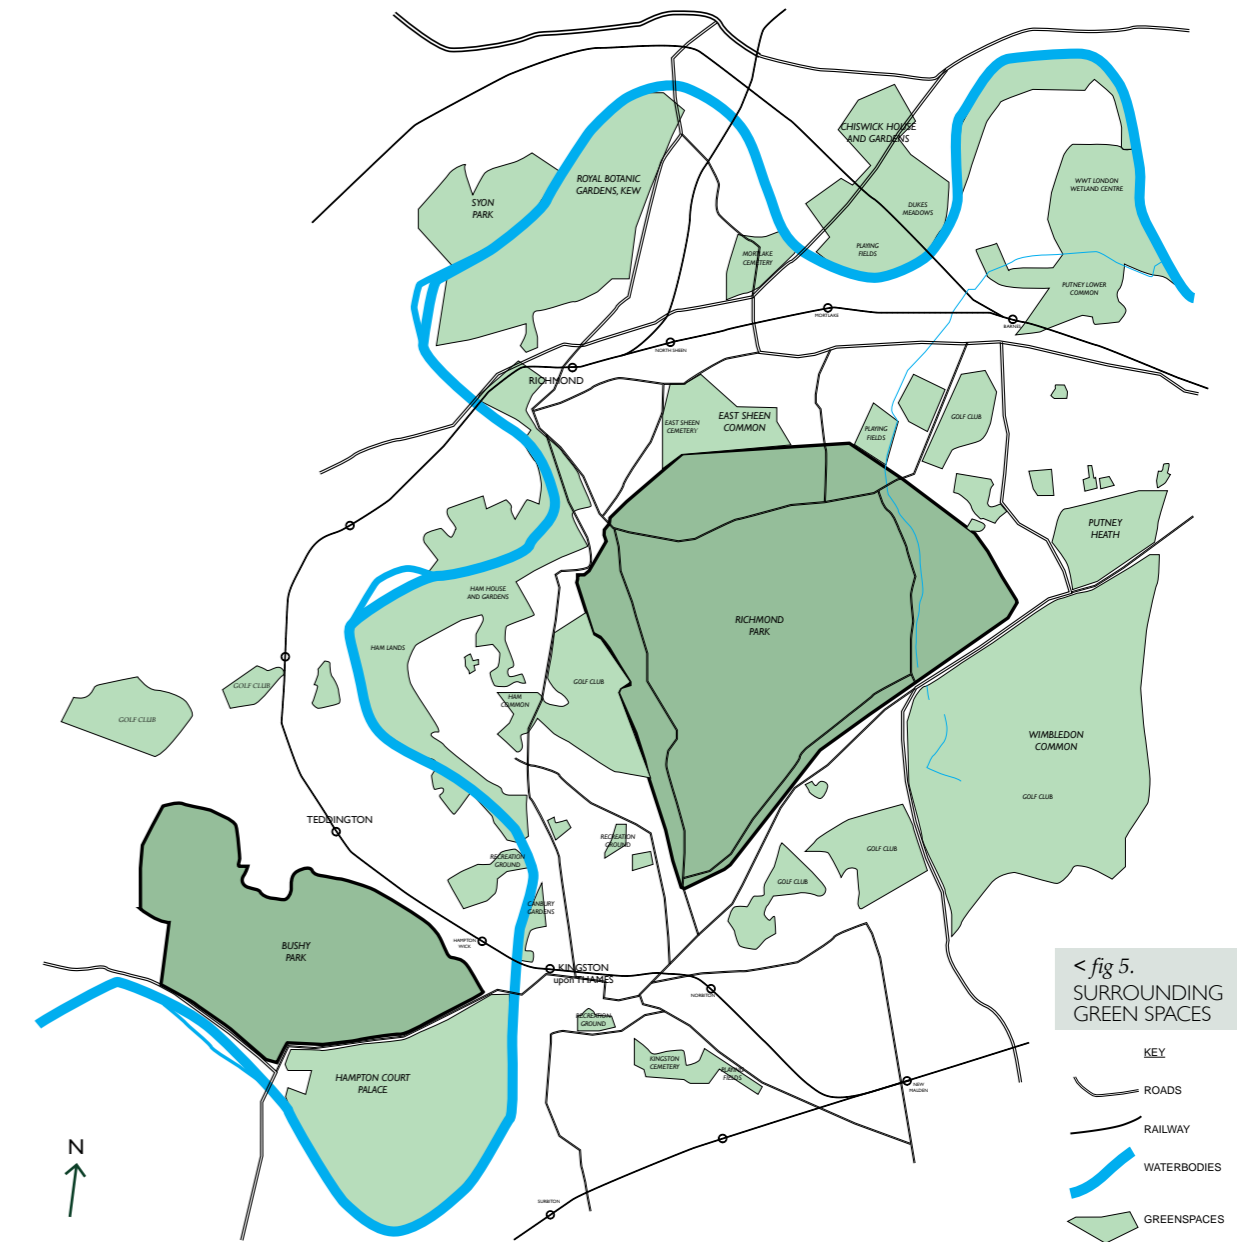 CHISWICK HOUSE
AND GARDENS
ROYAL BOTANIC
GARDENS, KEW
SYON
PARK
WWT LONDON
WETLAND CENTRE
DUKES
MEADOWS
PLAYING
FIELDS
MORTLAKE
CEMETERY
PUTNEY LOWER
COMMON
MORTLAKE
BARNES
NORTH SHEEN
RICHMOND
EAST SHEEN
CEMETERY
EAST SHEEN
COMMON
PLAYING
FIELDS
GOLF CLUB
PUTNEY
HEATH
HAM HOUSE
AND GARDENS
RICHMOND
PARK
HAM LANDS
GOLF CLUB
GOLF CLUB
GOLF CLUB
HAM
COMMON
WIMBLEDON
COMMON
GOLF CLUB
TEDDINGTON
RECREATION
GROUND
GOLF CLUB
RECREATION
GROUND
GOLF CLUB
CANBURY
GARDENS
HAMPTON
WICK
BUSHY
PARK
KINGSTON
upon THAMES
NORBITON
RECREATION
GROUND
KINGSTON
CEMETERY
PLAYING
FIELDS
HAMPTON COURT
PALACE
NEW
MALDEN
SURBITON
N
< fig 5.
SURROUNDING
GREEN SPACES
KEY
ROADS
RAILWAY
WATERBODIES
GREENSPACES